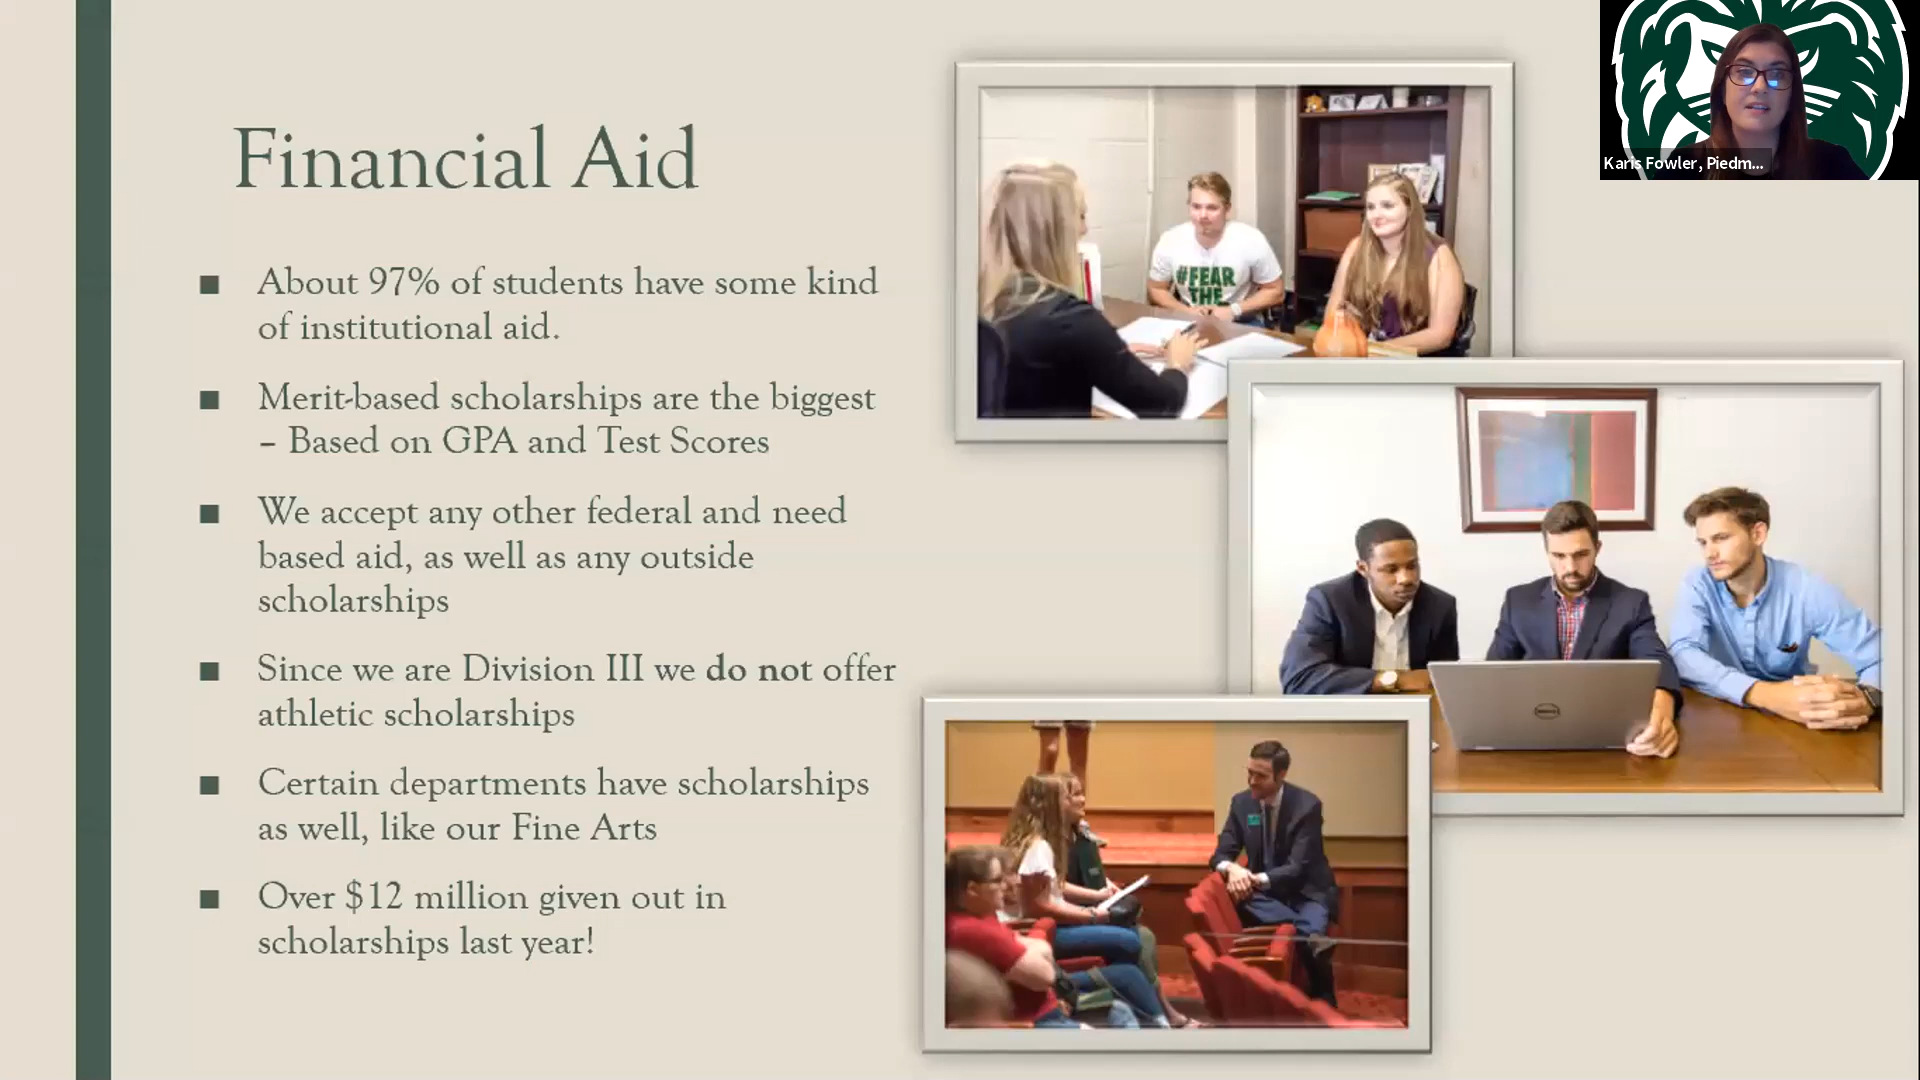 Financial Aid
■ About 97% of students have some kind
of institutional aid.
■ Merit-based scholarships are the biggest
– Based on GPA and Test Scores
■ We accept any other federal and need
based aid, as well as any outside
scholarships
■ Since we are Division III we do not offer
athletic scholarships
■ Certain departments have scholarships
as well, like our Fine Arts
■ Over $12 million given out in
scholarships last year!
#FEAR
THE
DELL
Karis Fowler, Piedm...